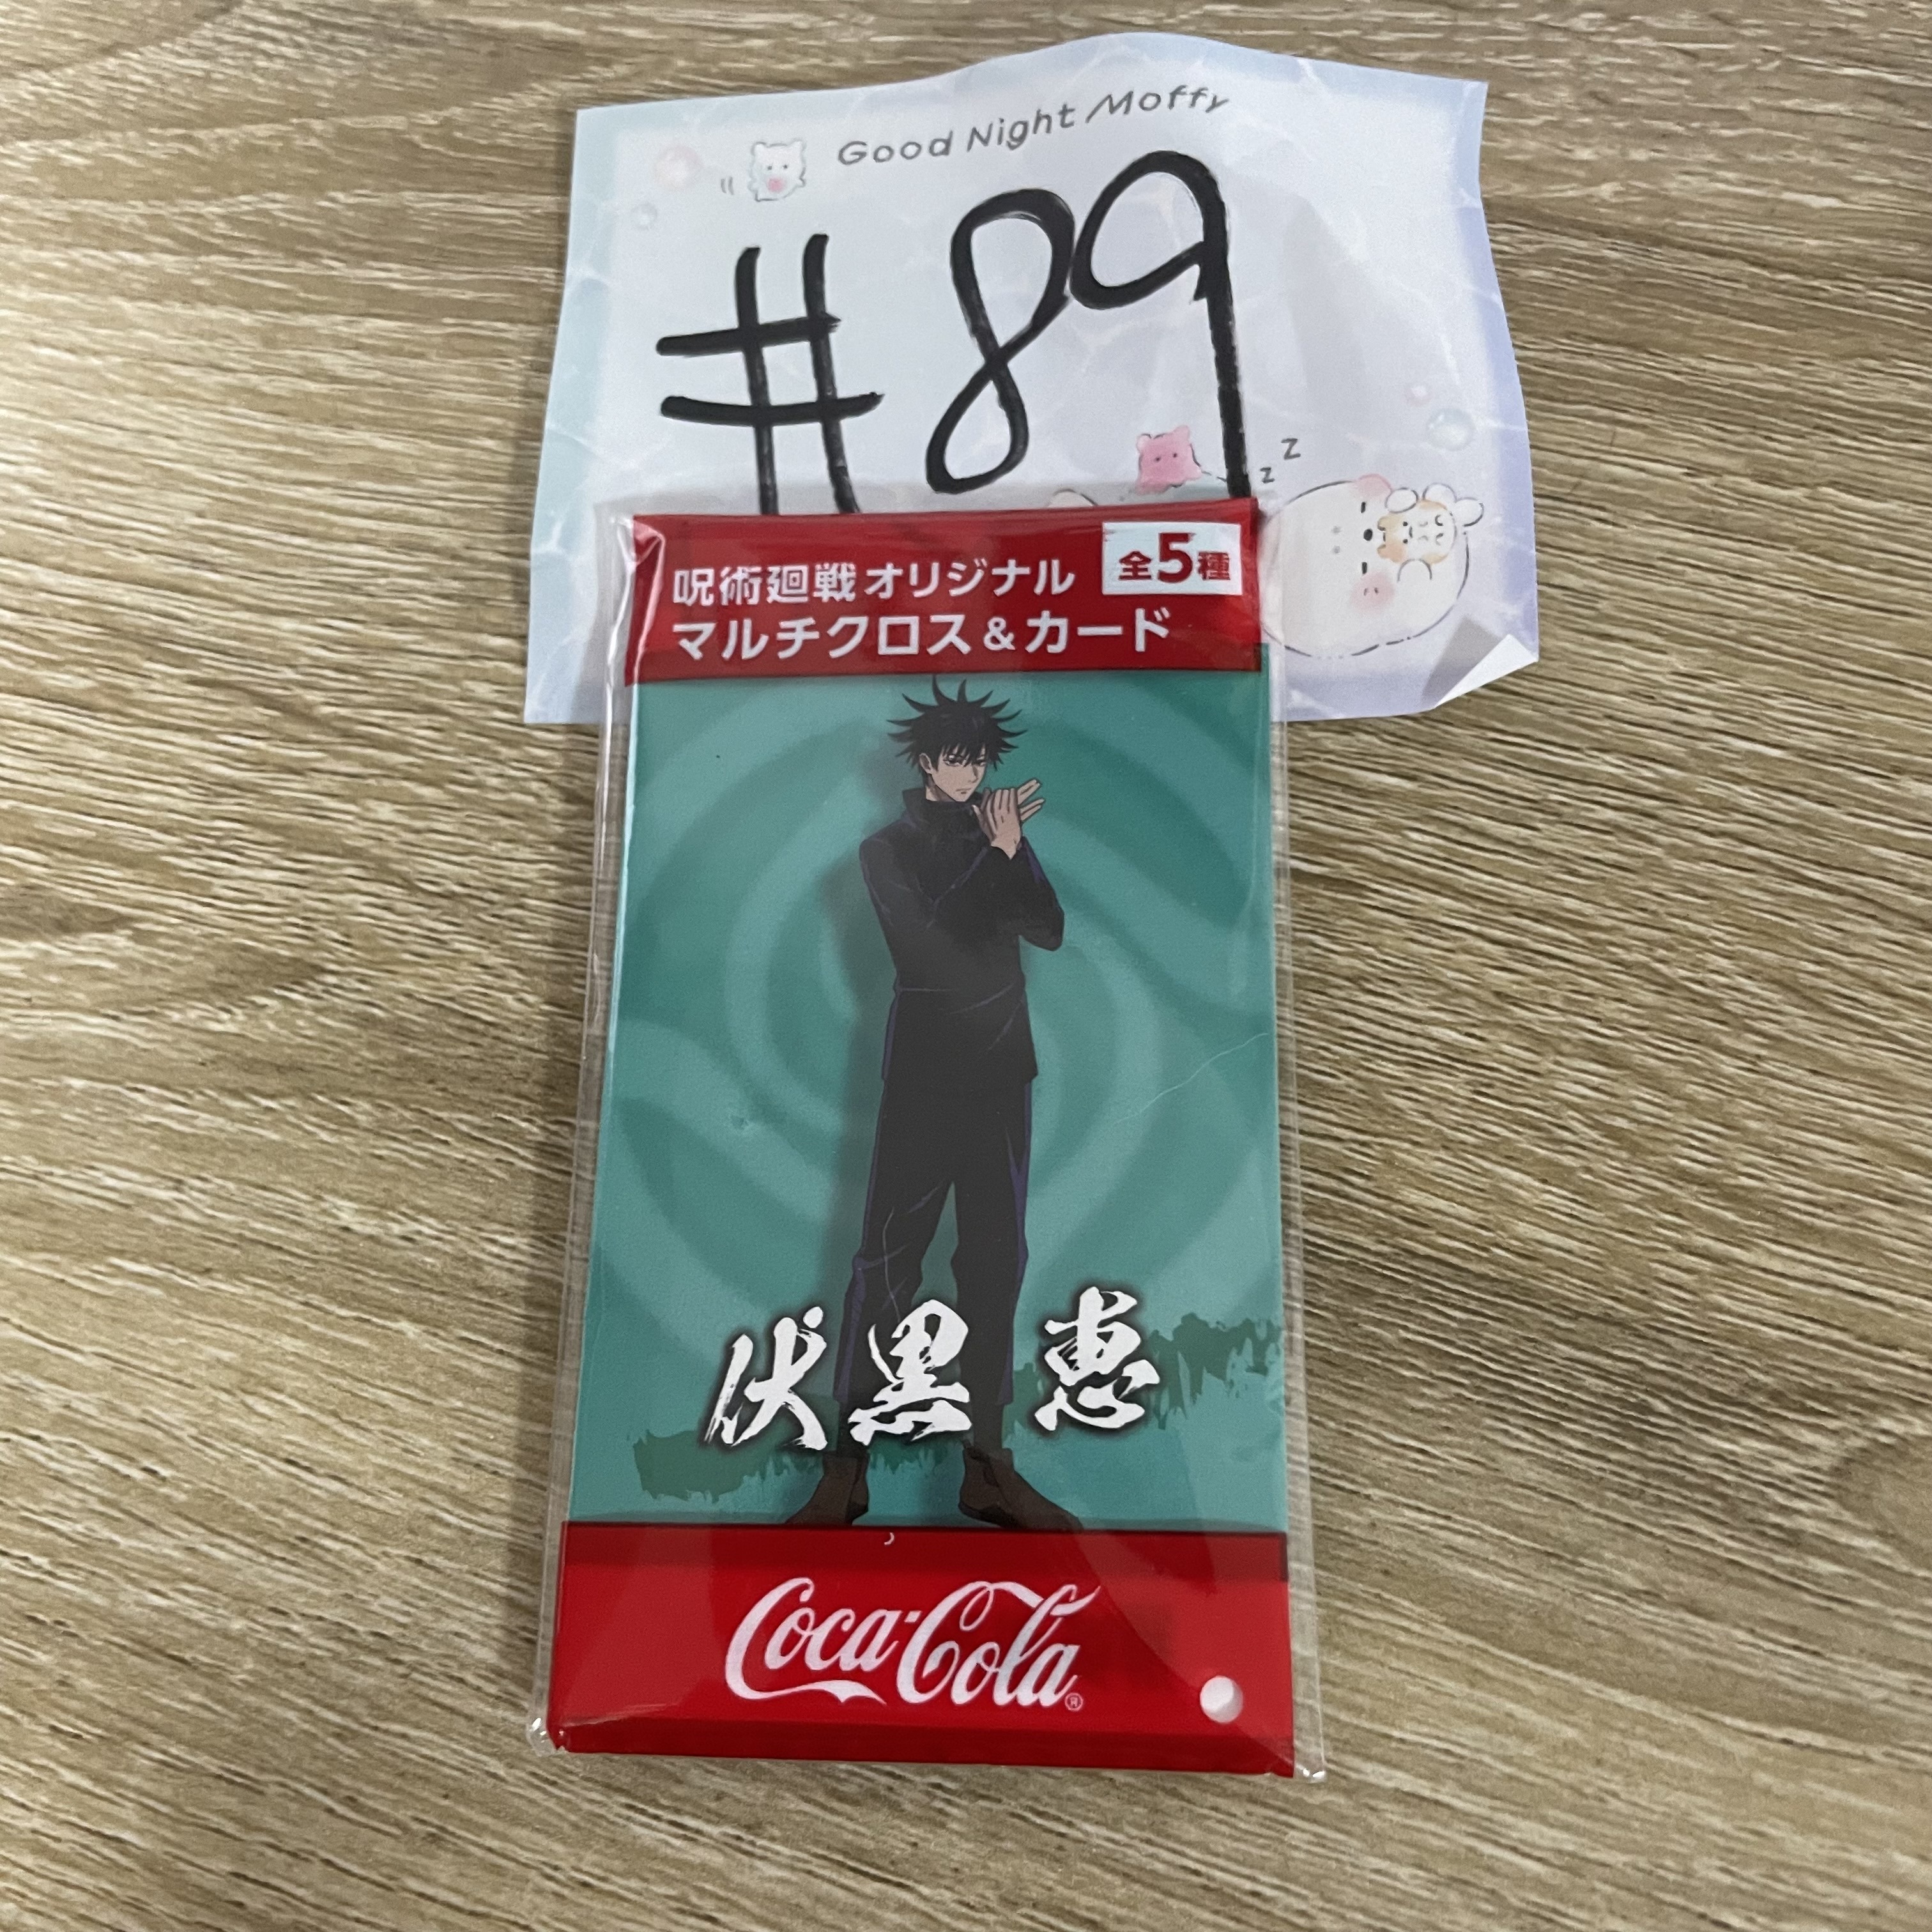 Good Night Moffy
#89
z
z
呪術廻戦オリジナル
全5種
マルチクロス&カード
伏黒 恵
Coca-Cola®